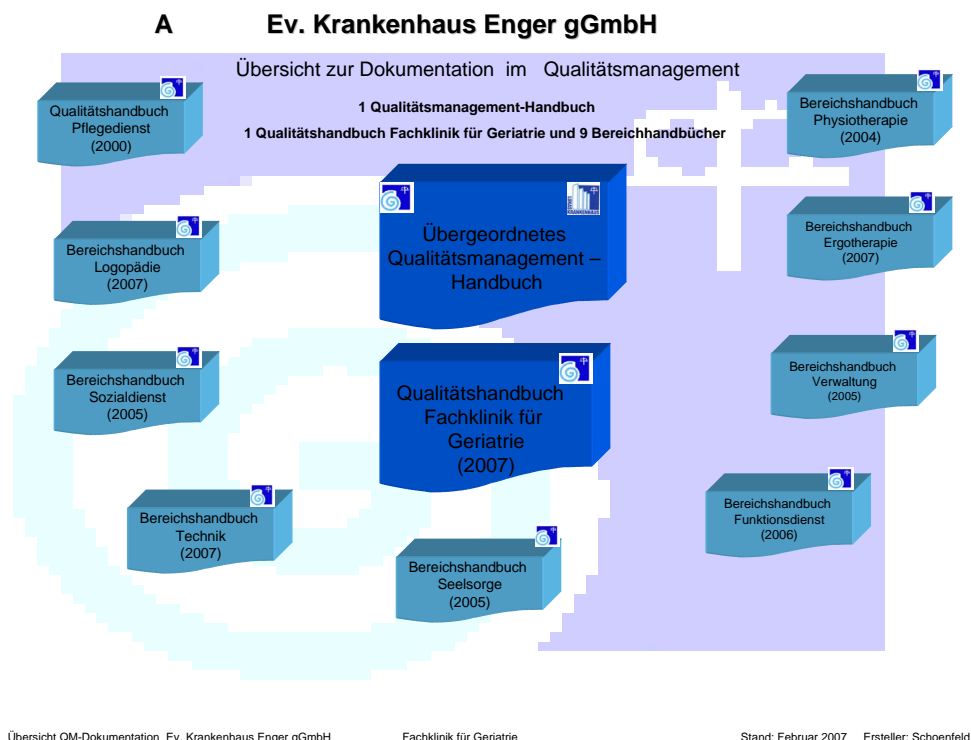 A Ev. Krankenhaus Enger gGmbH
Übersicht zur Dokumentation im Qualitätsmanagement
1 Qualitätsmanagement-Handbuch
1 Qualitätshandbuch Fachklinik für Geriatrie und 9 Bereichhandbücher
Qualitätshandbuch
Pflegedienst
(2000)
Bereichshandbuch
Physiotherapie
(2004)
Übergeordnetes
Qualitätsmanagement –
Handbuch
Bereichshandbuch
Logopädie
(2007)
Bereichshandbuch
Ergotherapie
(2007)
Bereichshandbuch
Sozialdienst
(2005)
Qualitätshandbuch
Fachklinik für
Geriatrie
(2007)
Bereichshandbuch
Verwaltung
(2005)
Bereichshandbuch
Technik
(2007)
Bereichshandbuch
Seelsorge
(2005)
Bereichshandbuch
Funktionsdienst
(2006)
Übersicht QM-Dokumentation Ev. Krankenhaus Enger gGmbH Fachklinik für Geriatrie Stand: Februar 2007 Ersteller: Schoenfeld